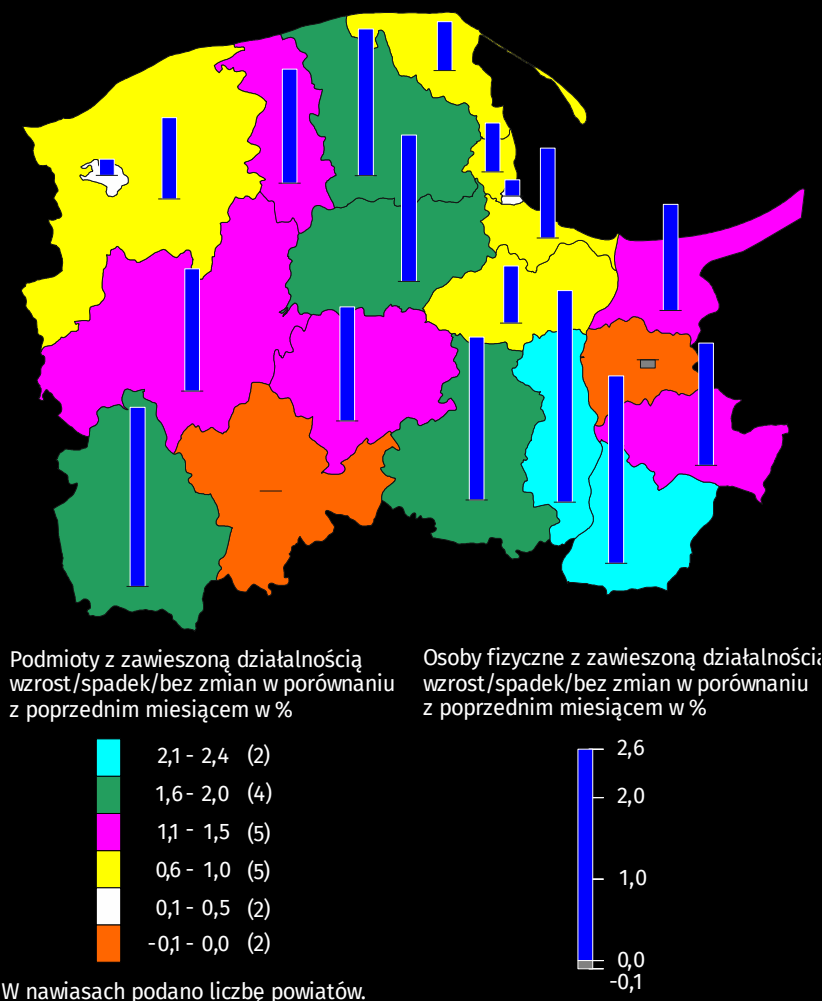 Podmioty z zawieszoną działalnością
wzrost/spadek/bez zmian w porównaniu
z poprzednim miesiącem w %
2,1 - 2,4 (2)
1,6 - 2,0 (4)
1,1 - 1,5 (5)
0,6 - 1,0 (5)
0,1 - 0,5 (2)
-0,1 - 0,0 (2)
Osoby fizyczne z zawieszoną działalnością
wzrost/spadek/bez zmian w porównaniu
z poprzednim miesiącem w %
2,6
2,0
1,0
0,0
-0,1
W nawiasach podano liczbę powiatów.